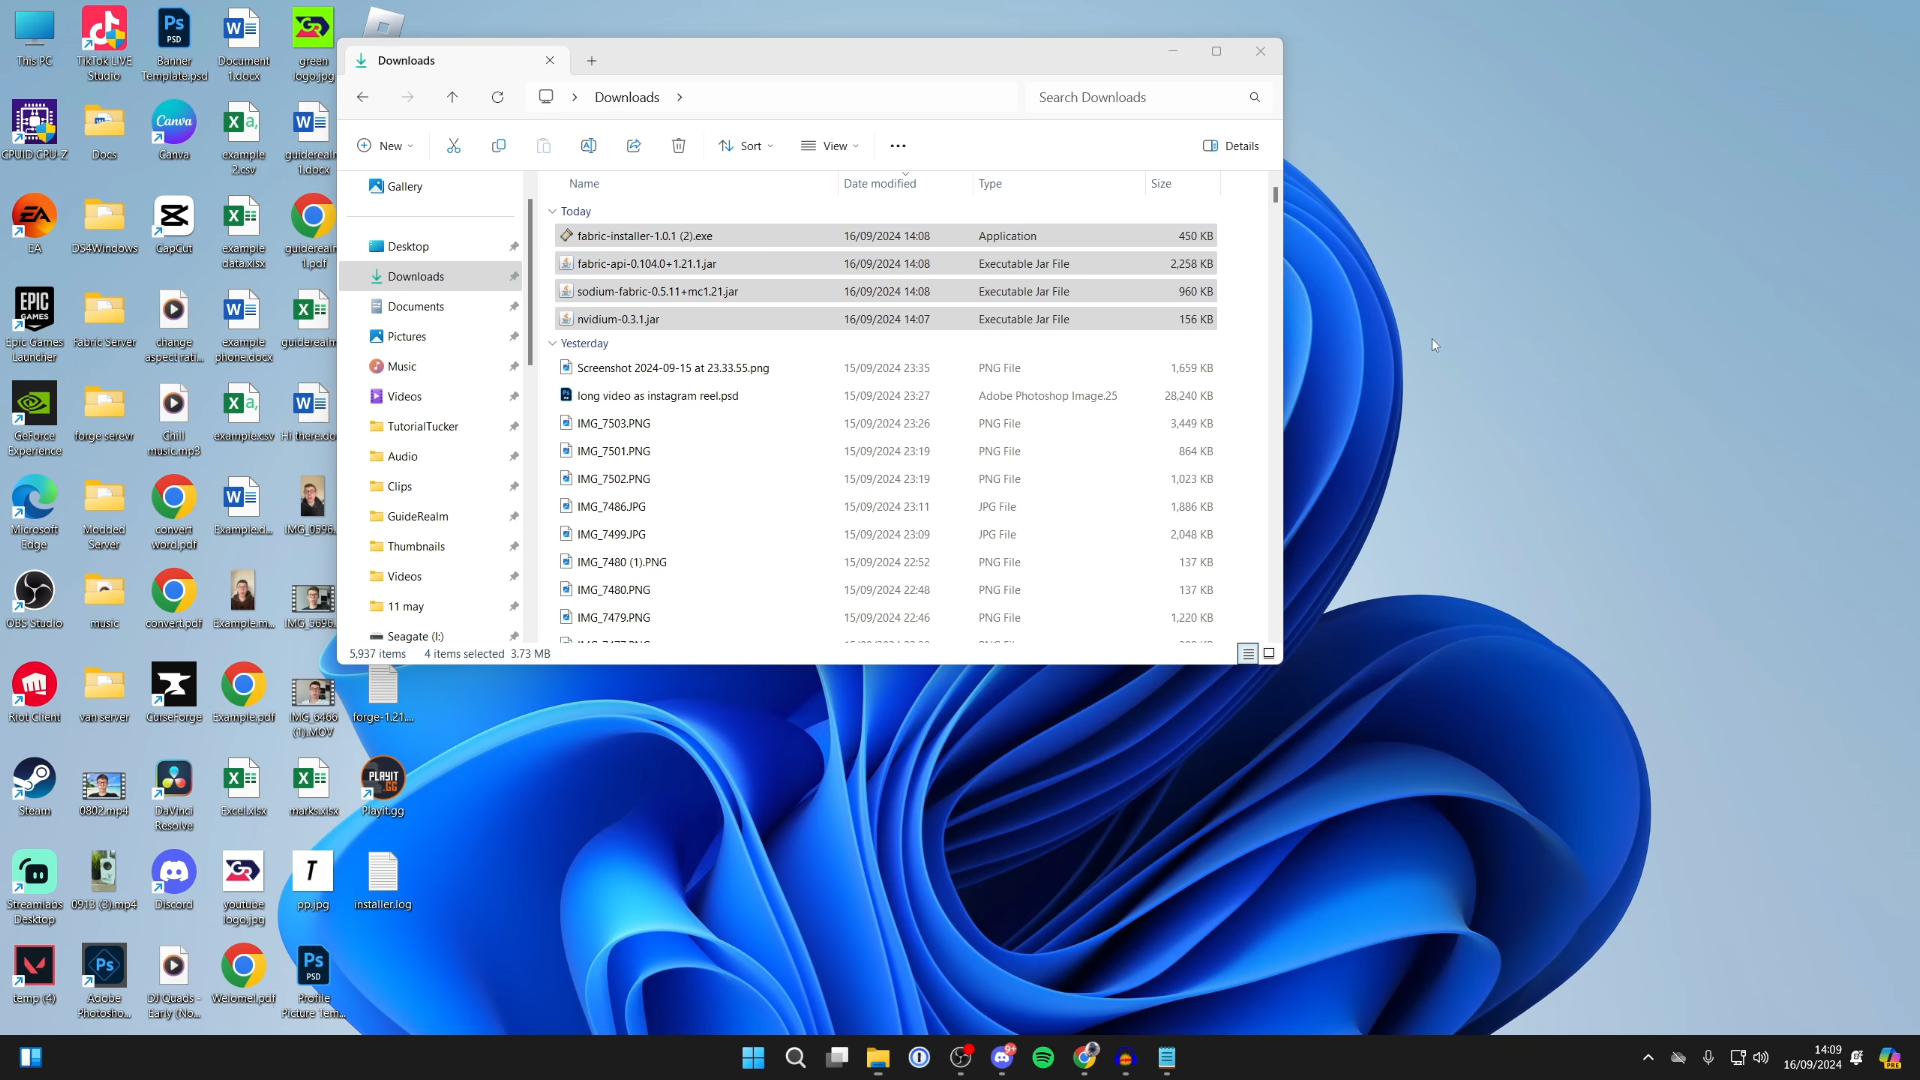 This PC
TikTok LIVE
Studio
Banner
Template.psd
Document
1.docx
green
logo.jpg
CPUID CPU-Z
Docs
Canva
example
2.csv
guiderealm
1.docx
EA
DS4Windows
CapCut
example
data.xlsx
guiderealm
1.pdf
Epic Games
Launcher
Fabric Server
change
aspect rati...
example
phone.docx
guiderealm
GeForce
Experience
forge serevr
Chill
music.mp3
example.csv
Hi there.do
Microsoft
Edge
Modded
Server
convert
word.pdf
Example.d...
IMG_0596.
OBS Studio
music
convert.pdf
Example.m...
IMG_5696.
Riot Client
van server
CurseForge
Example.pdf
IMG_6466
(1).MOV
forge-1.21....
Steam
0802.mp4
DaVinci
Resolve
Excel.xlsx
marks.xlsx
PLAYIT
.GG
Playit.gg
Streamlabs
Desktop
0913 (3).mp4
Discord
youtube
logo.jpg
pp.jpg
installer.log
temp (4)
Adobe
Photosho...
DJ Quads -
Early (No...
Welome!.pdf
Profile
Picture Tem...
Downloads
Downloads
Search Downloads
New
Sort
View
Details
Gallery
Desktop
Downloads
Documents
Pictures
Music
Videos
TutorialTucker
Audio
Clips
GuideRealm
Thumbnails
Videos
11 may
Seagate (I:)
Name Date modified Type Size
Today
fabric-installer-1.0.1 (2).exe 16/09/2024 14:08 Application 450 KB
fabric-api-0.104.0+1.21.1.jar 16/09/2024 14:08 Executable Jar File 2,258 KB
sodium-fabric-0.5.11+mc1.21.jar 16/09/2024 14:08 Executable Jar File 960 KB
nvidium-0.3.1.jar 16/09/2024 14:07 Executable Jar File 156 KB
Yesterday
Screenshot 2024-09-15 at 23.33.55.png 15/09/2024 23:35 PNG File 1,659 KB
long video as instagram reel.psd 15/09/2024 23:27 Adobe Photoshop Image.25 28,240 KB
IMG_7503.PNG 15/09/2024 23:26 PNG File 3,449 KB
IMG_7501.PNG 15/09/2024 23:19 PNG File 864 KB
IMG_7502.PNG 15/09/2024 23:19 PNG File 1,023 KB
IMG_7486.JPG 15/09/2024 23:11 JPG File 1,886 KB
IMG_7499.JPG 15/09/2024 23:09 JPG File 2,048 KB
IMG_7480 (1).PNG 15/09/2024 22:52 PNG File 137 KB
IMG_7480.PNG 15/09/2024 22:48 PNG File 137 KB
IMG_7479.PNG 15/09/2024 22:46 PNG File 1,220 KB
5,937 items 4 items selected 3.73 MB
14:09
16/09/2024